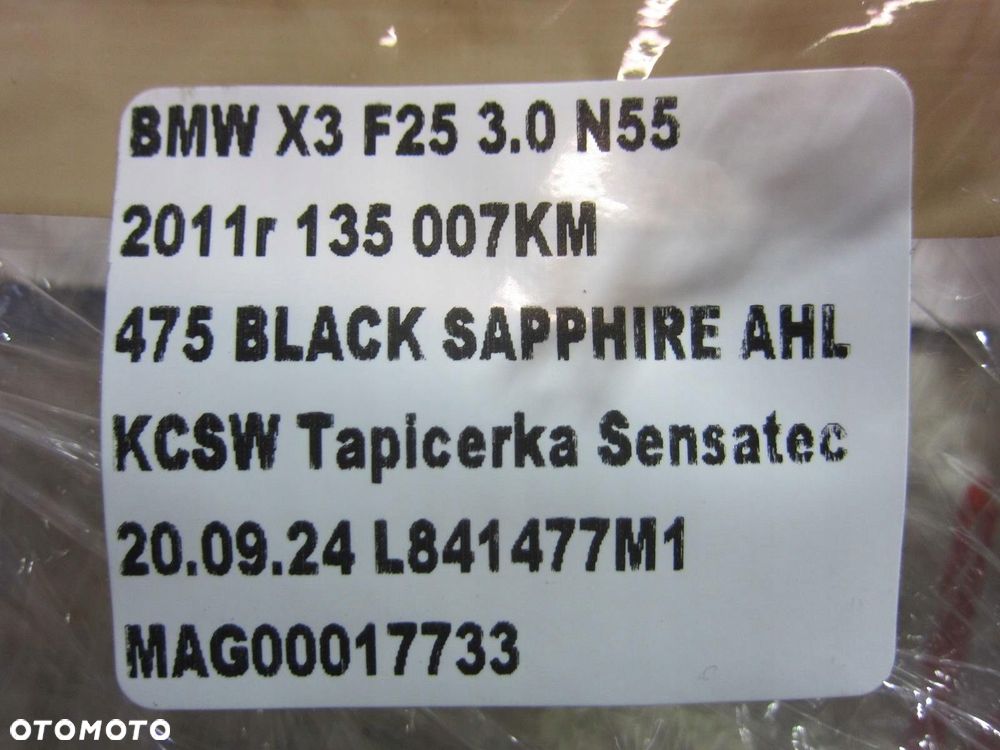 BMW X3 F25 3.0 N55
2011r 135 007KM
475 BLACK SAPPHIRE AHL
KCSW Tapicerka Sensatec
20.09.24 L841477M1
MAG00017733
OTOMOTO